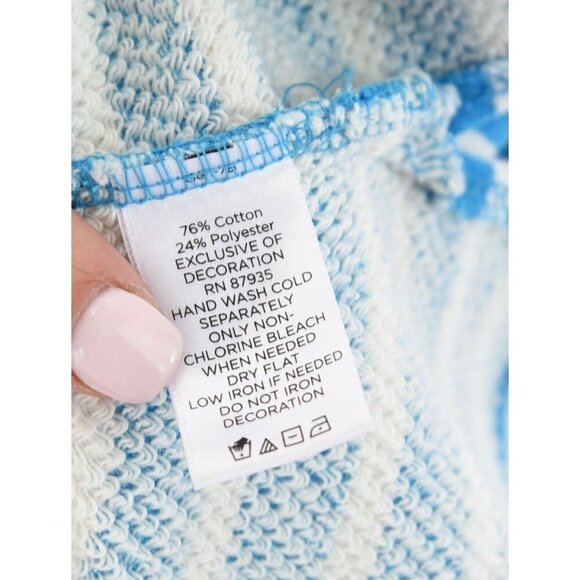 76% Cotton
24% Polyester
EXCLUSIVE OF
DECORATION
RN 87935
HAND WASH COLD
SEPARATELY
ONLY NON-
CHLORINE BLEACH
WHEN NEEDED
DRY FLAT
LOW IRON IF NEEDED
DO NOT IRON
DECORATION